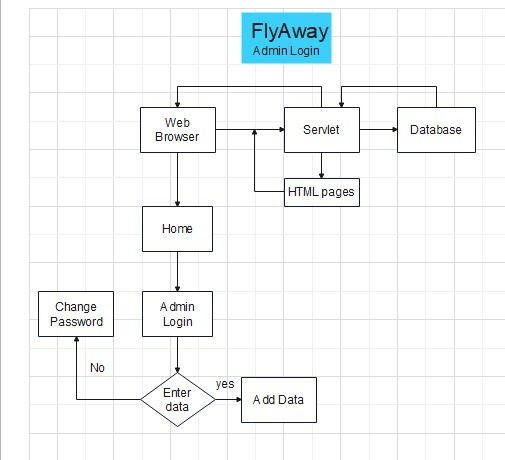 FlyAway
Admin Login
Web
Browser
Servlet
Database
HTML pages
Home
Change
Password
Admin
Login
No
Enter
data
yes
Add Data